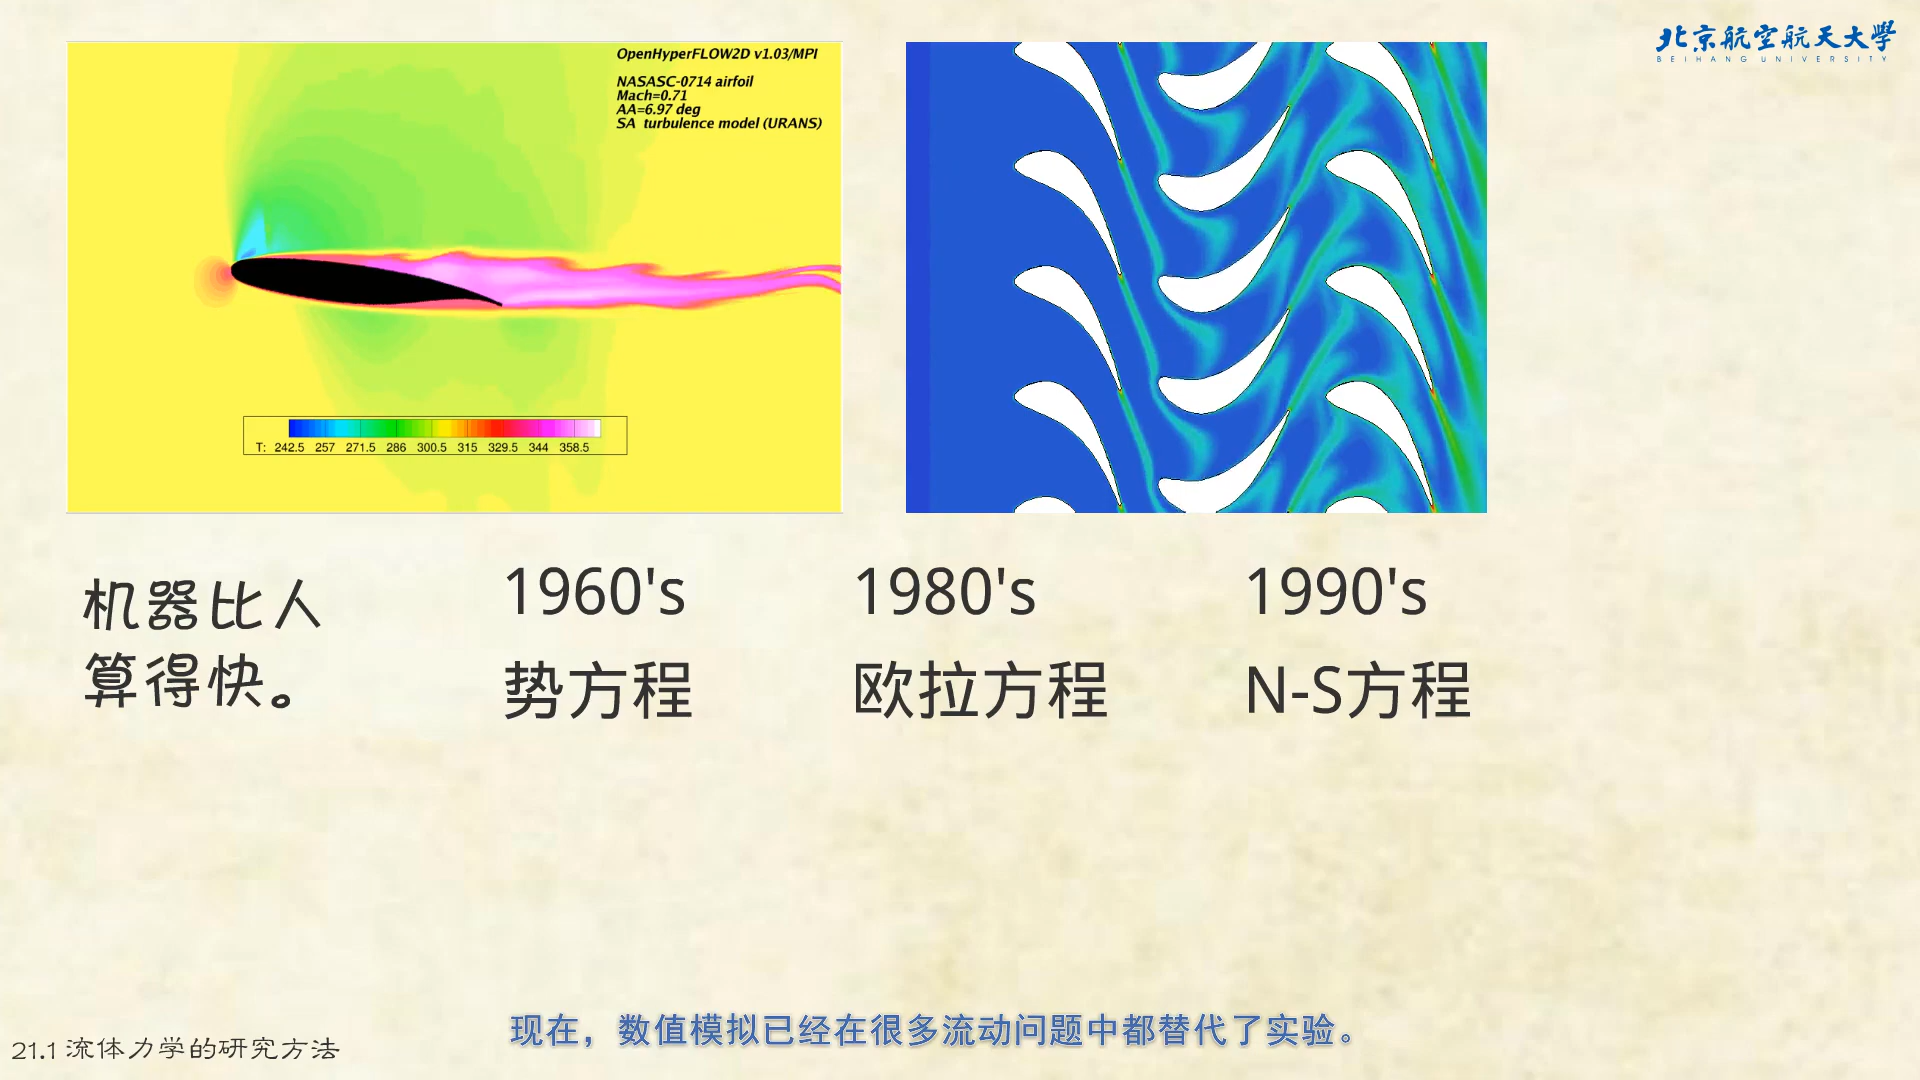 北京航空航天大學
BEIHANG UNIVERSITY
OpenHyperFLOW2D v1.03/MPI
NASASC-0714 airfoil
Mach=0.71
AA=6.97 deg
SA turbulence model (URANS)
T: 242.5 257 271.5 286 300.5 315 329.5 344 358.5
机器比人
算得快。
1960's
势方程
1980's
欧拉方程
1990's
N-S方程
现在，数值模拟已经在很多流动问题中都替代了实验。
21.1 流体力学的研究方法